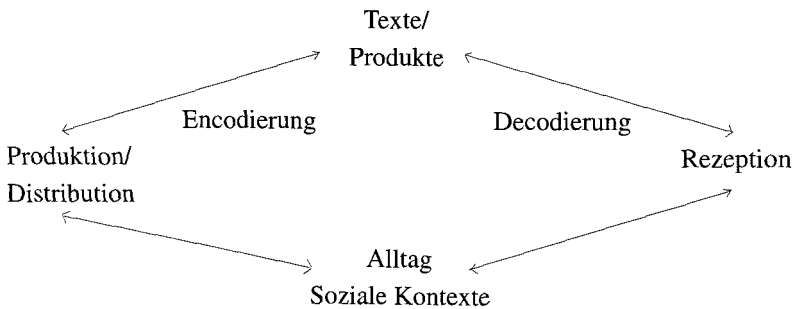 Texte/
Produkte
Encodierung
Decodierung
Produktion/
Distribution
Rezeption
Alltag
Soziale Kontexte